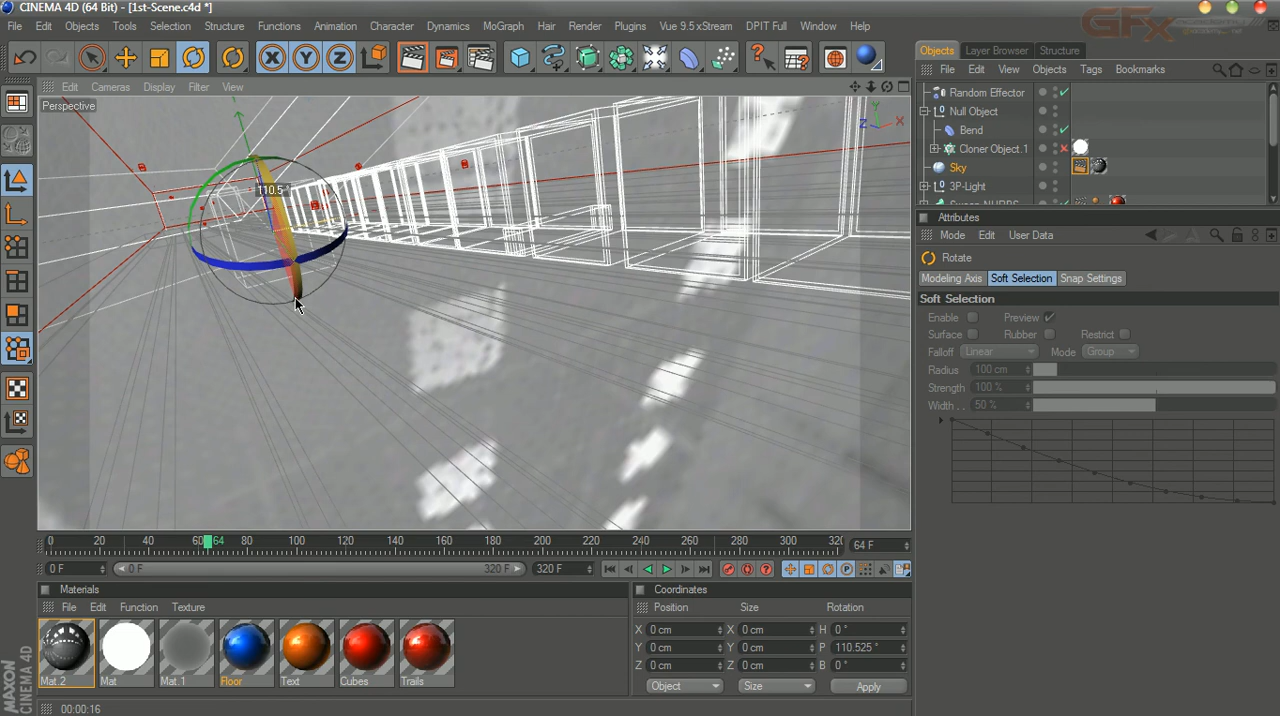 CINEMA 4D (64 Bit) - [1st-Scene.c4d *]
File Edit Objects Tools Selection Structure Functions Animation Character Dynamics MoGraph Hair Render Plugins Vue 9.5 xStream DPIT Full Window Help
GFx
X Y Z
Objects Layer Browser Structure
File Edit View Objects Tags Bookmarks
Edit Cameras Display Filter View
Perspective
Y
Z X
110.5 °
Random Effector
Null Object
Bend
Cloner Object.1
Sky
3P-Light
Attributes
Mode Edit User Data
Rotate
Modeling Axis Soft Selection Snap Settings
Soft Selection
Enable Preview
Surface Rubber Restrict
Falloff Linear Mode Group
Radius 100 cm
Strength 100 %
Width . . 50 %
0 20 40 60 64 80 100 120 140 160 180 200 220 240 260 280 300 32 64 F
0 F 0 F 320 F 320 F
Materials
File Edit Function Texture
Mat.2 Mat Mat.1 Floor Text Cubes Trails
Coordinates
Position Size Rotation
X 0 cm X 0 cm H 0 °
Y 0 cm Y 0 cm P 110.525 °
Z 0 cm Z 0 cm B 0 °
Object Size Apply
MAXON
CINEMA 4D
00:00:16